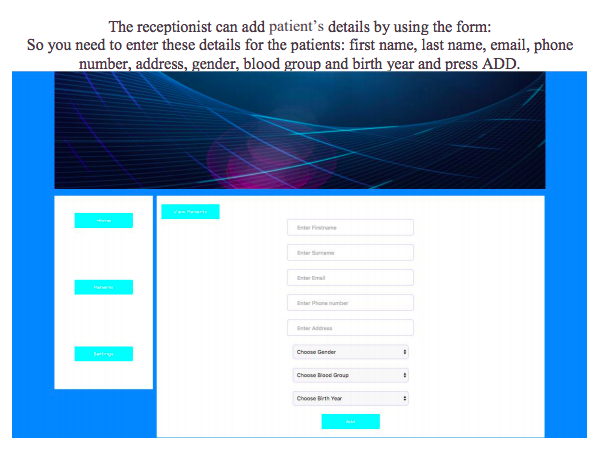 The receptionist can add patient's details by using the form:
So you need to enter these details for the patients: first name, last name, email, phone
number, address, gender, blood group and birth year and press ADD.
View Patients
Home
Enter Firstname
Enter Surname
Enter Email
Patients
Enter Phone number
Enter Address
Settings
Choose Gender
Choose Blood Group
Choose Birth Year
Add